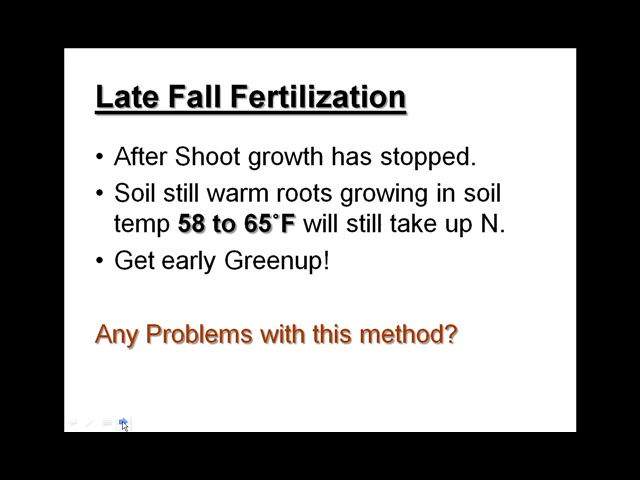 Late Fall Fertilization
• After Shoot growth has stopped.
• Soil still warm roots growing in soil
temp 58 to 65˚F will still take up N.
• Get early Greenup!
Any Problems with this method?